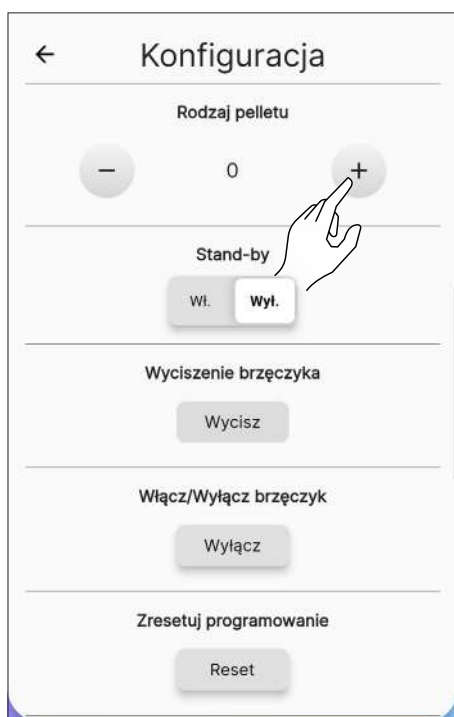 Konfiguracja
Rodzaj pelletu
0
Stand-by
Wł. Wył.
Wyciszenie brzęczyka
Wycisz
Włącz/Wyłącz brzęczyk
Wyłącz
Zresetuj programowanie
Reset